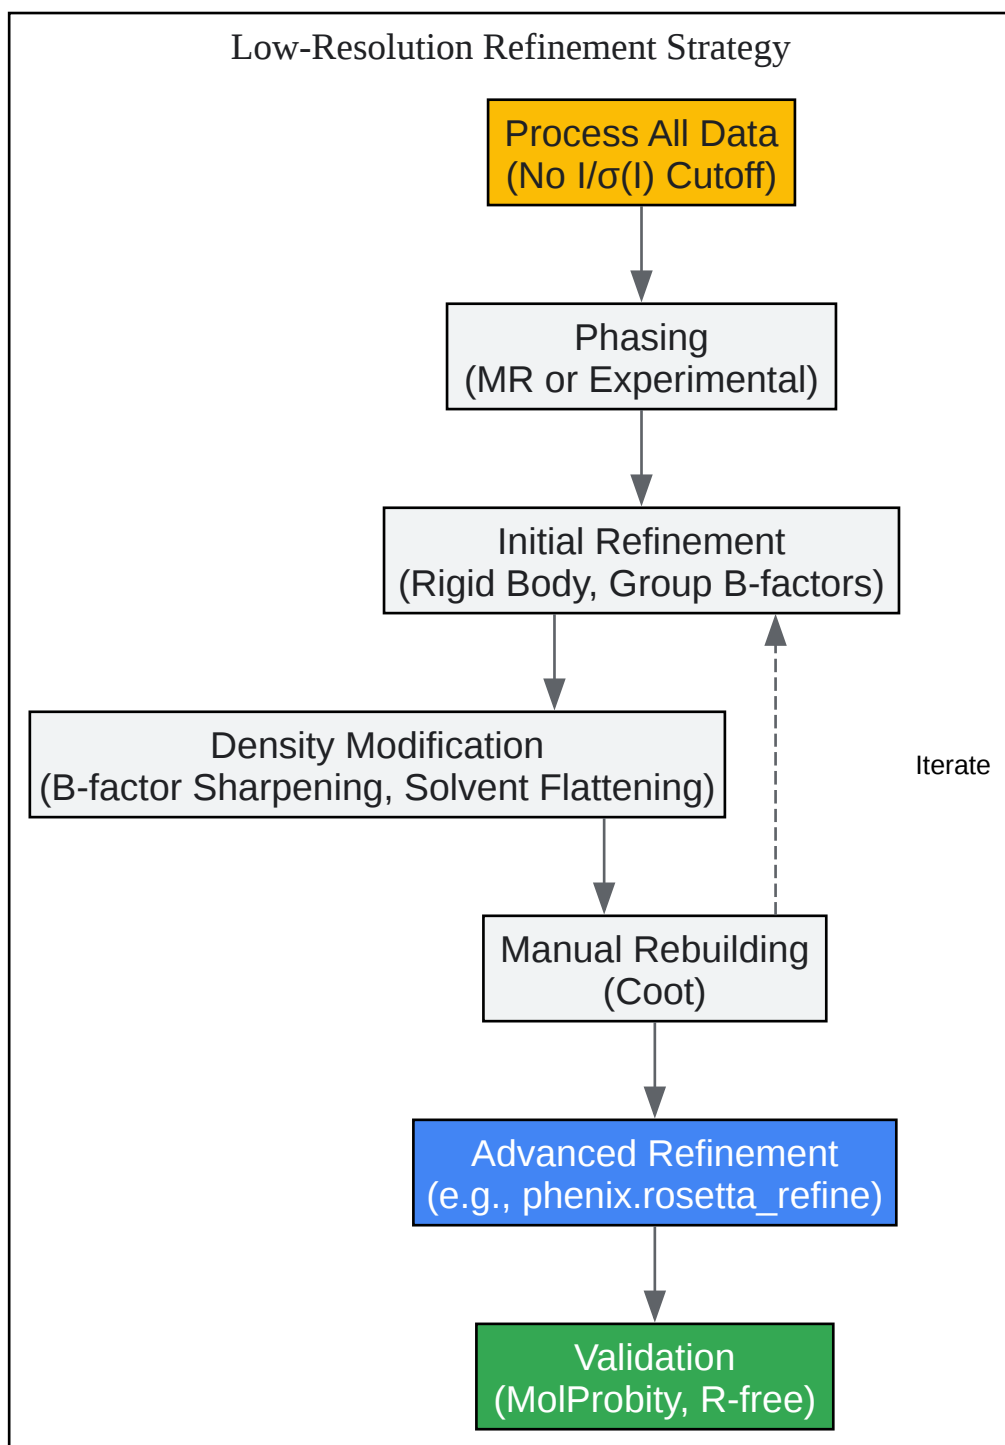 Low-Resolution Refinement Strategy
Process All Data
(No I/σ(I) Cutoff)
Phasing
(MR or Experimental)
Initial Refinement
(Rigid Body, Group B-factors)
Density Modification
(B-factor Sharpening, Solvent Flattening)
Iterate
Manual Rebuilding
(Coot)
Advanced Refinement
(e.g., phenix.rosetta_refine)
Validation
(MolProbity, R-free)